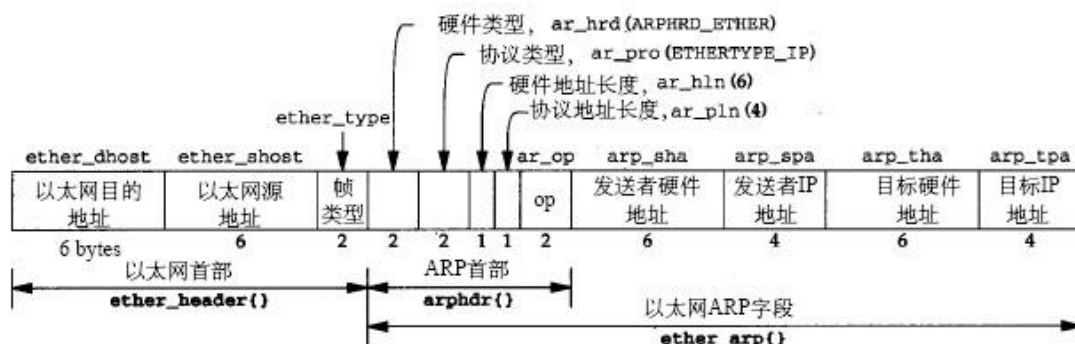 硬件类型, ar_hrd (ARPHRD_ETHER)
协议类型, ar_pro (ETHERTYPE_IP)
硬件地址长度, ar_hln (6)
ether_type
协议地址长度,ar_pln (4)
ether_dhost ether_shost ar_op arp_sha arp_spa arp_tha arp_tpa
以太网目的 以太网源 帧 op 发送者硬件 发送者IP 目标硬件 目标IP
地址 地址 类型 地址 地址 地址 地址
6 bytes 6 2 2 2 1 1 2 6 4 6 4
以太网首部 ARP首部
ether_header{} arphdr{}
以太网ARP字段
ether_arp{}